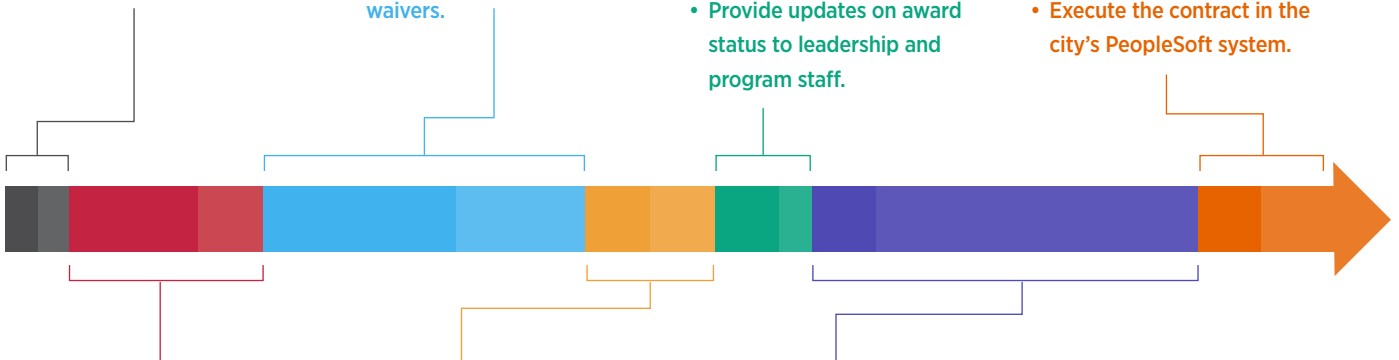 waivers.
• Provide updates on award
status to leadership and
program staff.
• Execute the contract in the
city’s PeopleSoft system.